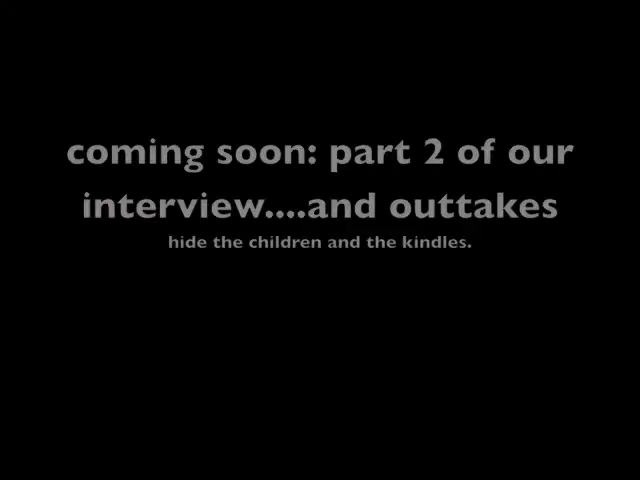 coming soon: part 2 of our
interview....and outtakes
hide the children and the kindles.